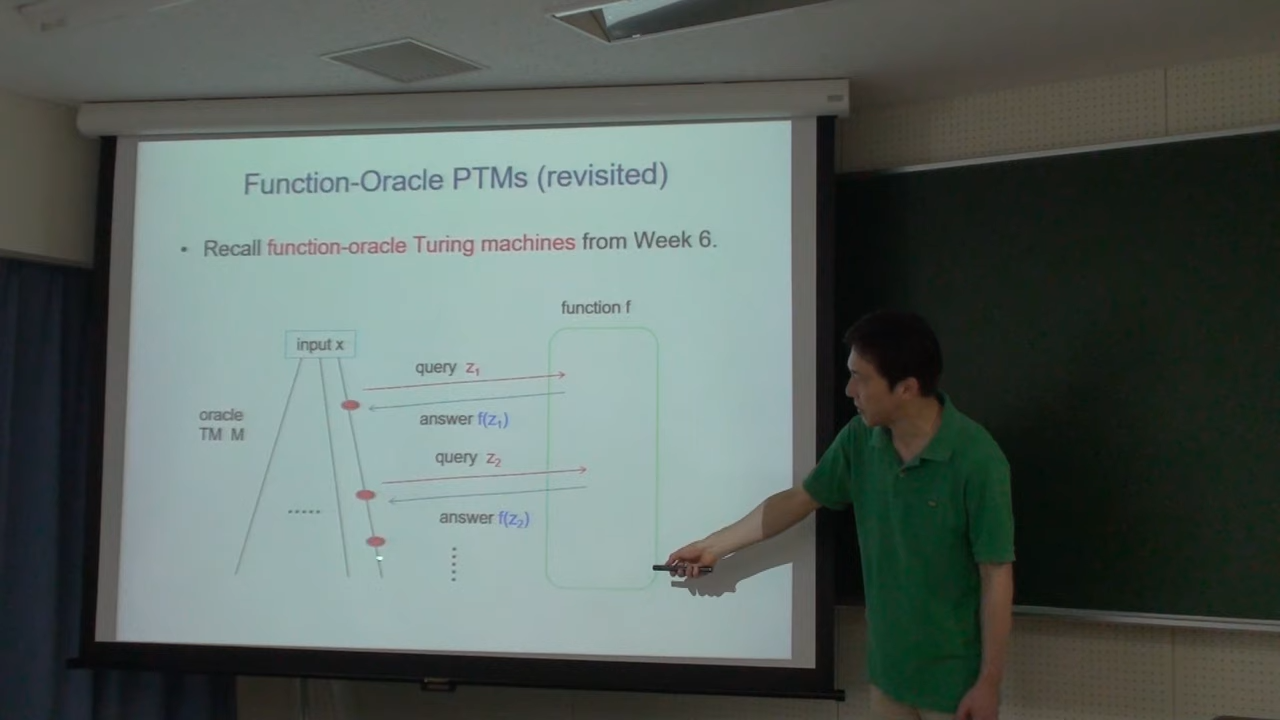 Function-Oracle PTMs (revisited)
• Recall function-oracle Turing machines from Week 6.
function f
input x
query z₁
oracle
TM M
answer f(z₁)
query z₂
answer f(z₂)